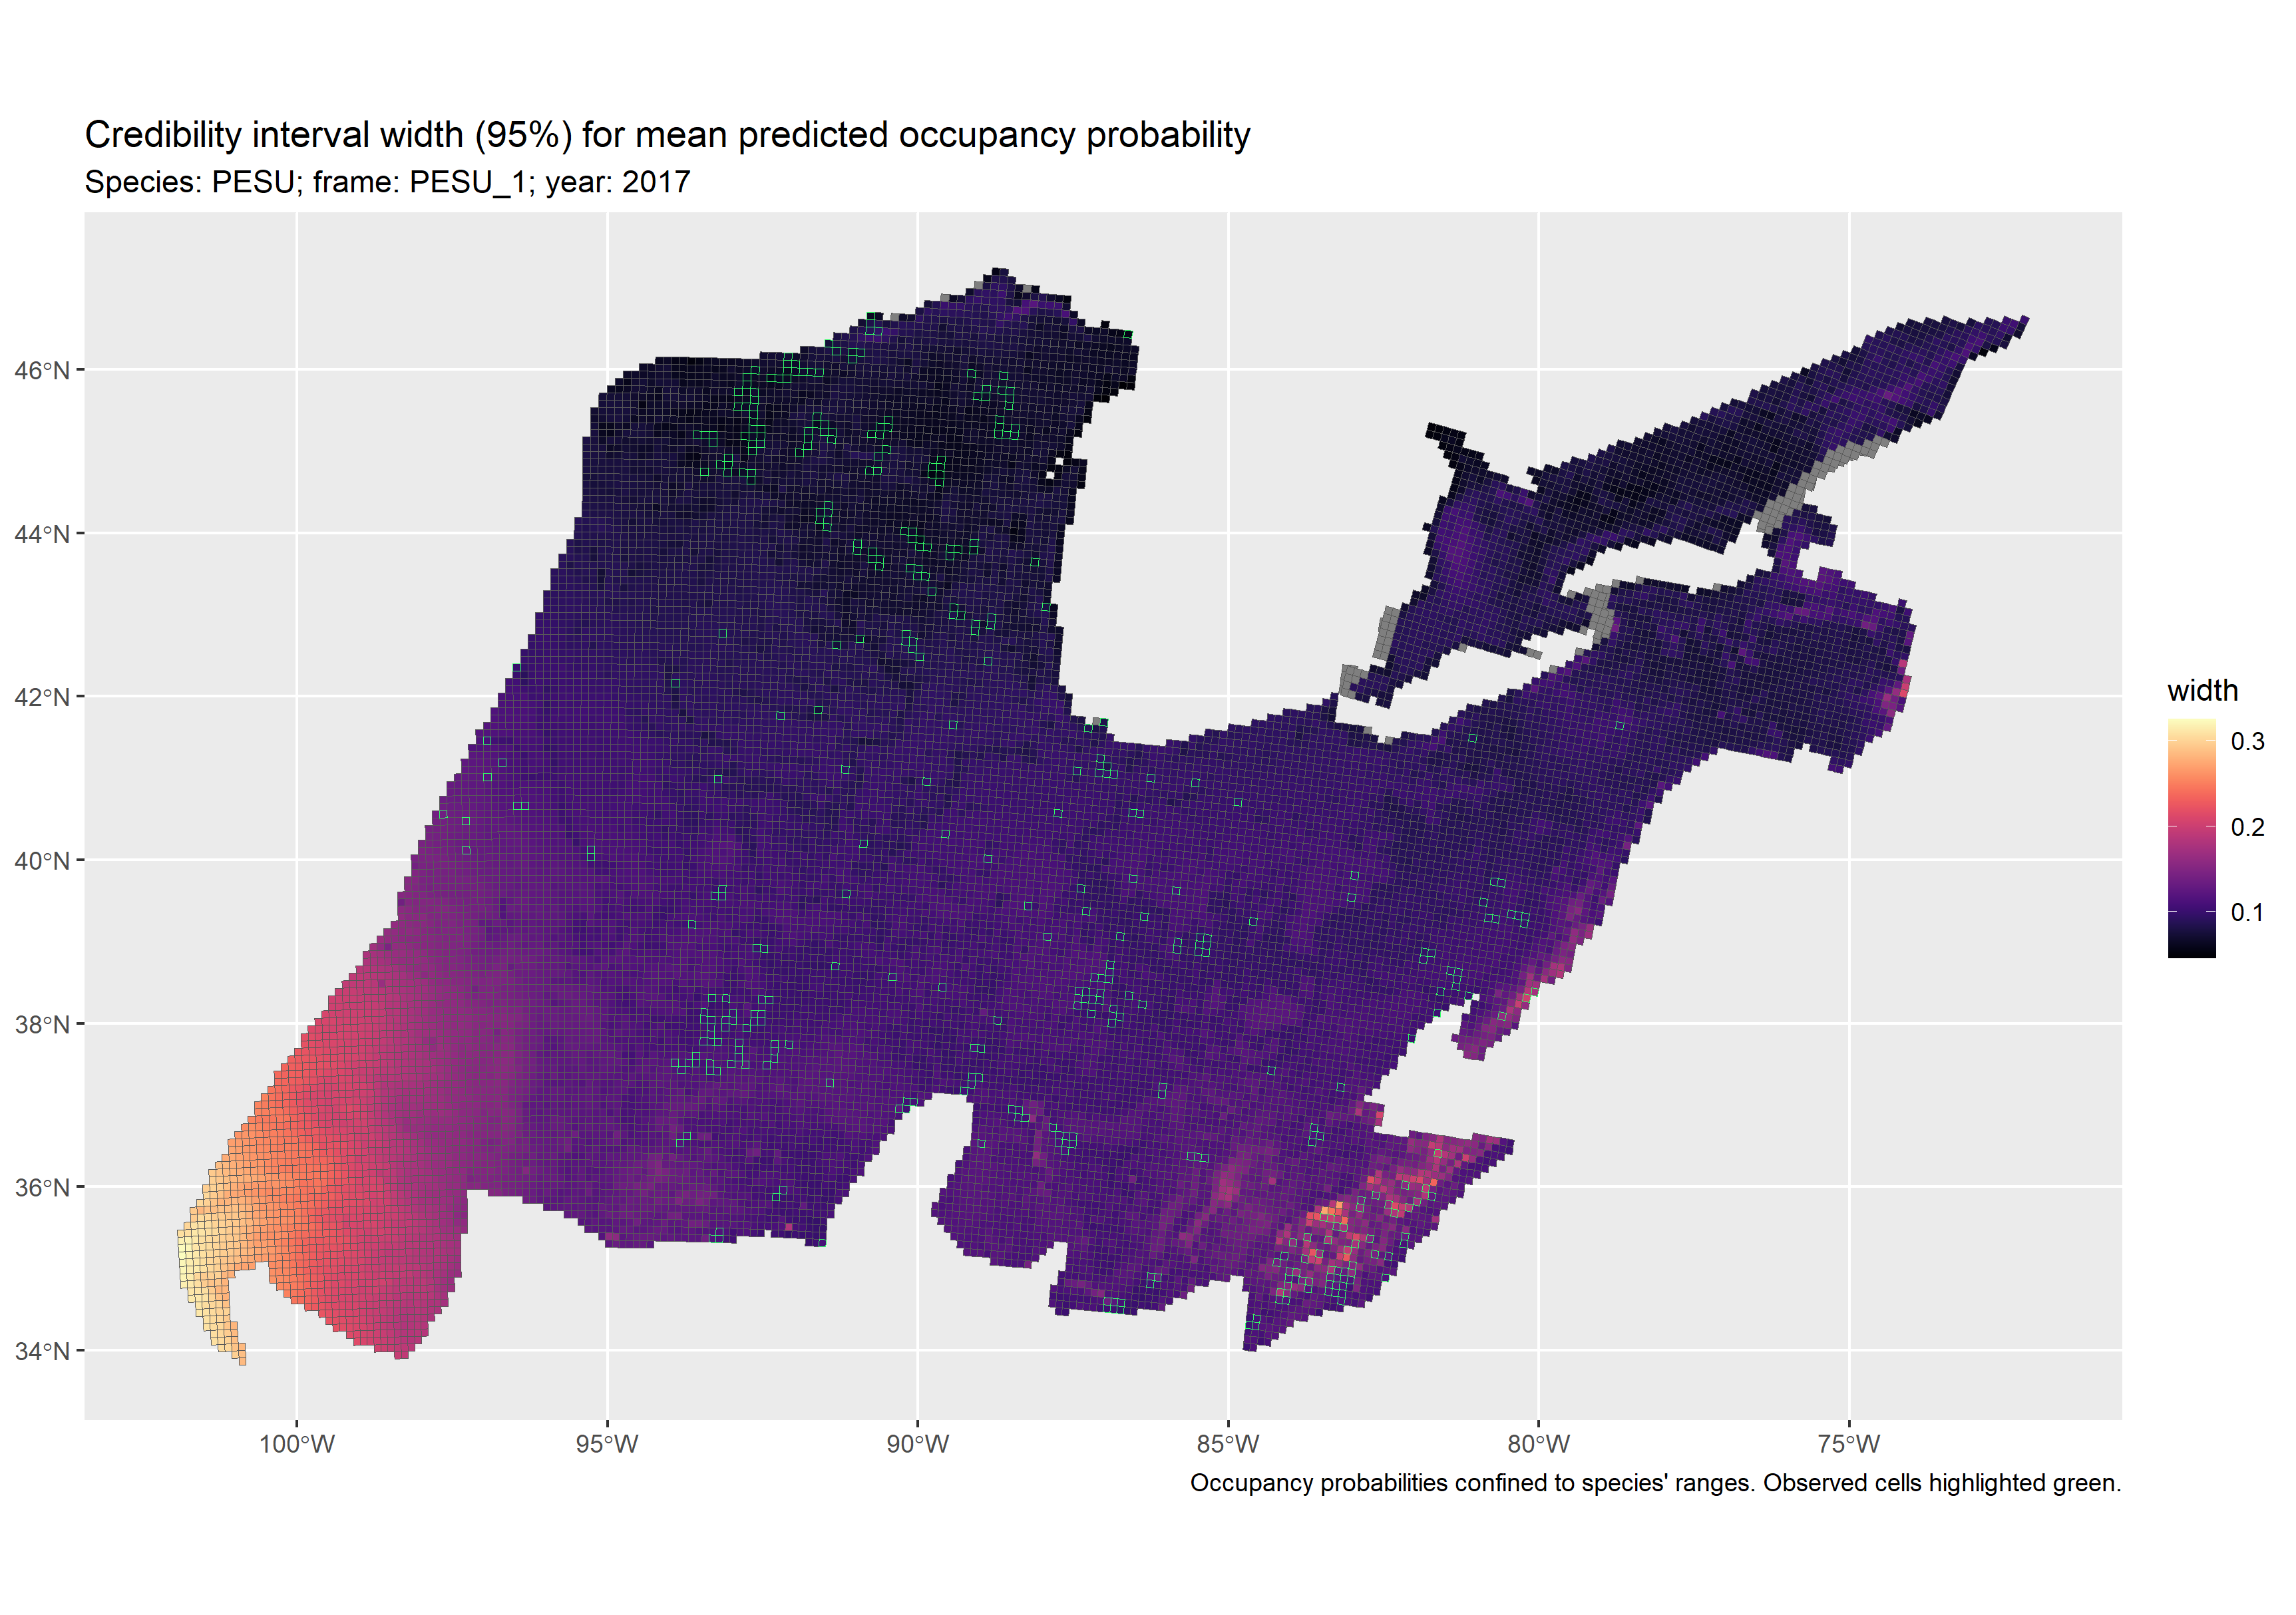 Credibility interval width (95%) for mean predicted occupancy probability
Species: PESU; frame: PESU_1; year: 2017
46°N
44°N
42°N
40°N
38°N
36°N
34°N
100°W
95°W
90°W
85°W
80°W
75°W
width
0.3
0.2
0.1
Occupancy probabilities confined to species' ranges. Observed cells highlighted green.